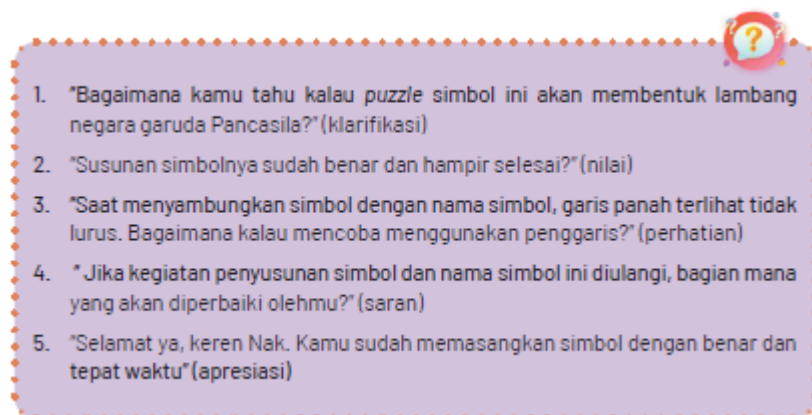 ?
1. "Bagaimana kamu tahu kalau puzzle simbol ini akan membentuk lambang
negara garuda Pancasila?" (klarifikasi)
2. "Susunan simbolnya sudah benar dan hampir selesai?" (nilai)
3. "Saat menyambungkan simbol dengan nama simbol, garis panah terlihat tidak
lurus. Bagaimana kalau mencoba menggunakan penggaris?" (perhatian)
4. " Jika kegiatan penyusunan simbol dan nama simbol ini diulangi, bagian mana
yang akan diperbaiki olehmu?" (saran)
5. "Selamat ya, keren Nak. Kamu sudah memasangkan simbol dengan benar dan
tepat waktu" (apresiasi)